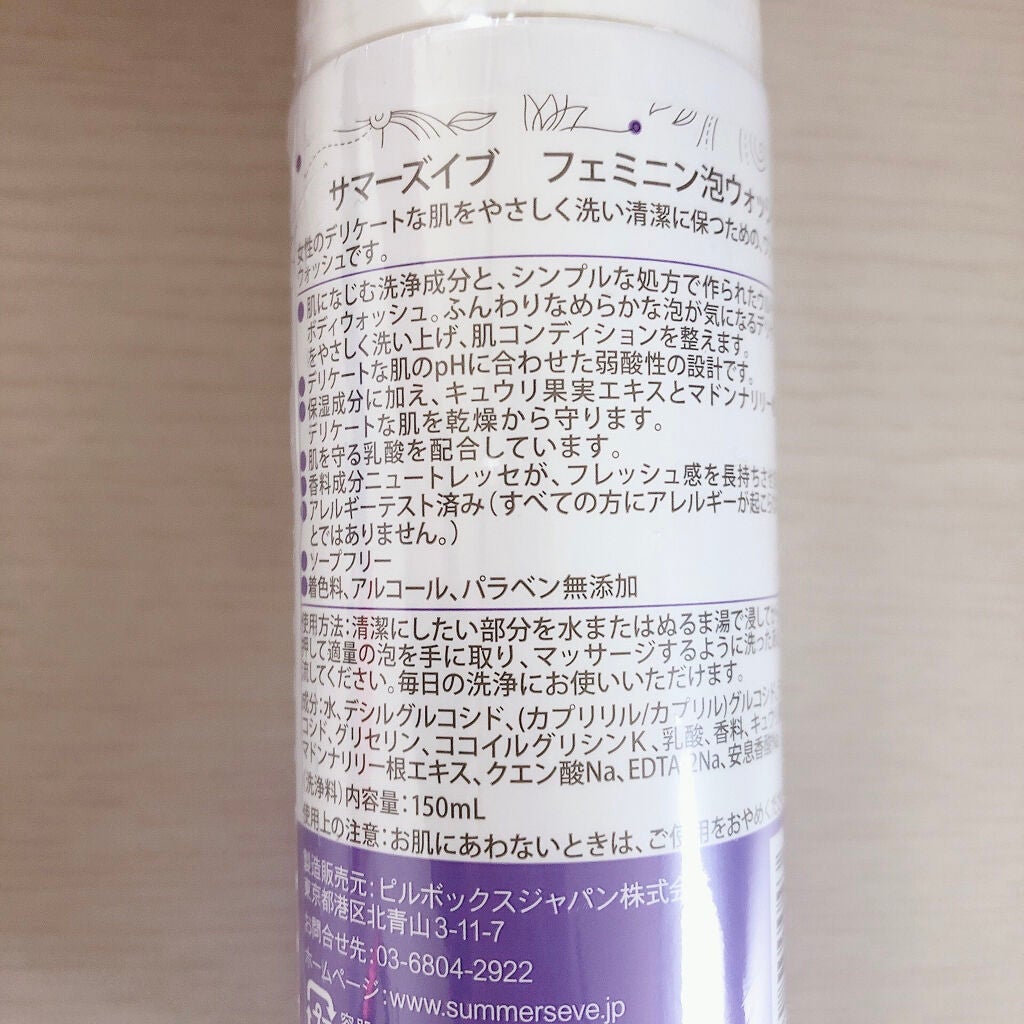 サマーズイブ フェミニン泡ウォッシ
女性のデリケートな肌をやさしく洗い清潔に保つための、
ウォッシュです。
●肌になじむ洗浄成分と、シンプルな処方で作られた
ボディウォッシュ。ふんわりなめらかな泡が気になるデリ
をやさしく洗い上げ、肌コンディションを整えます。
●デリケートな肌のpHに合わせた弱酸性の設計です。
●保湿成分に加え、キュウリ果実エキスとマドンナリリー
デリケートな肌を乾燥から守ります。
●肌を守る乳酸を配合しています。
●香料成分ニュートレッセが、フレッシュ感を長持ちさせ
●アレルギーテスト済み（すべての方にアレルギーが起こら
とではありません。）
●ソープフリー
●着色料、アルコール、パラベン無添加
使用方法：清潔にしたい部分を水またはぬるま湯で浸してか
押して適量の泡を手に取り、マッサージするように洗ったあ
流してください。毎日の洗浄にお使いいただけます。
成分：水、デシルグルコシド、(カプリリル/カプリル)グルコシド、
コシド、グリセリン、ココイルグリシンK、乳酸、香料、キュウ
マドンナリリー根エキス、クエン酸Na、EDTA-2Na、安息香酸Na
（洗浄料）内容量：150mL
使用上の注意：お肌にあわないときは、ご使用をおやめくだ
製造販売元：ピルボックスジャパン株式会
東京都港区北青山3-11-7
お問合せ先：03-6804-2922
ホームページ：www.summerseve.jp
容器